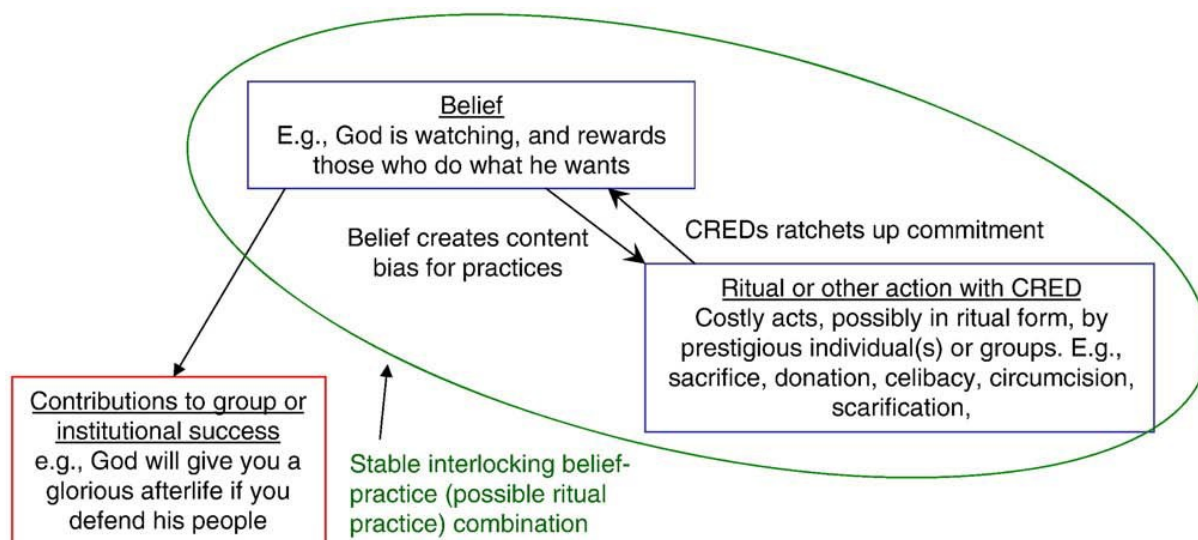 Belief
E.g., God is watching, and rewards
those who do what he wants
Belief creates content
bias for practices
CREDs ratchets up commitment
Ritual or other action with CRED
Costly acts, possibly in ritual form, by
prestigious individual(s) or groups. E.g.,
sacrifice, donation, celibacy, circumcision,
scarification,
Contributions to group or
institutional success
e.g., God will give you a
glorious afterlife if you
defend his people
Stable interlocking belief-
practice (possible ritual
practice) combination